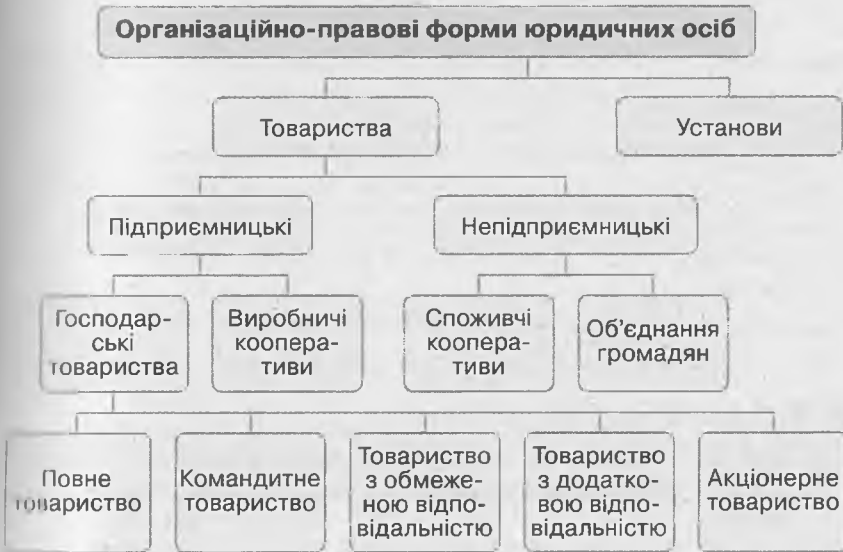 Організаційно-правові форми юридичних осіб
Товариства
Установи
Підприємницькі
Непідприємницькі
Господар-
ські
товариства
Виробничі
коопера-
тиви
Споживчі
коопера-
тиви
Об’єднання
громадян
Повне
товариство
Командитне
товариство
Товариство
з обмеже-
ною відпо-
відальністю
Товариство
з додатко-
вою відпо-
відальністю
Акціонерне
товариство